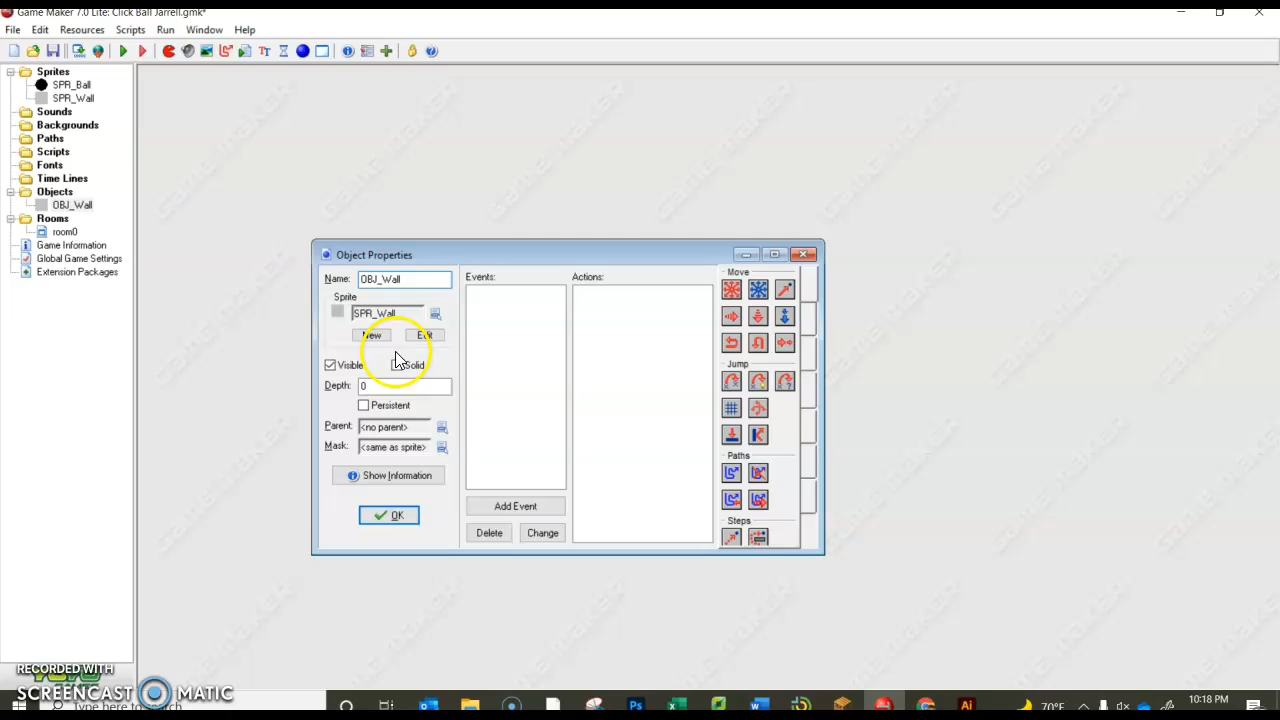 Game Maker 7.0 Lite: Click Ball Jarrell.gmk*
File Edit Resources Scripts Run Window Help
Sprites
SPR_Ball
SPR_Wall
Sounds
Backgrounds
Paths
Scripts
Fonts
Time Lines
Objects
OBJ_Wall
Rooms
room0
Game Information
Global Game Settings
Extension Packages
Object Properties
Name: OBJ_Wall
Sprite
SPR_Wall
New Edit
Visible Solid
Depth: 0
Persistent
Parent: <no parent>
Mask: <same as sprite>
Show Information
OK
Events:
Add Event
Delete Change
Actions:
Move
Jump
Paths
Steps
RECORDED WITH
SCREENCAST MATIC
Type here to search
70°F
10:18 PM